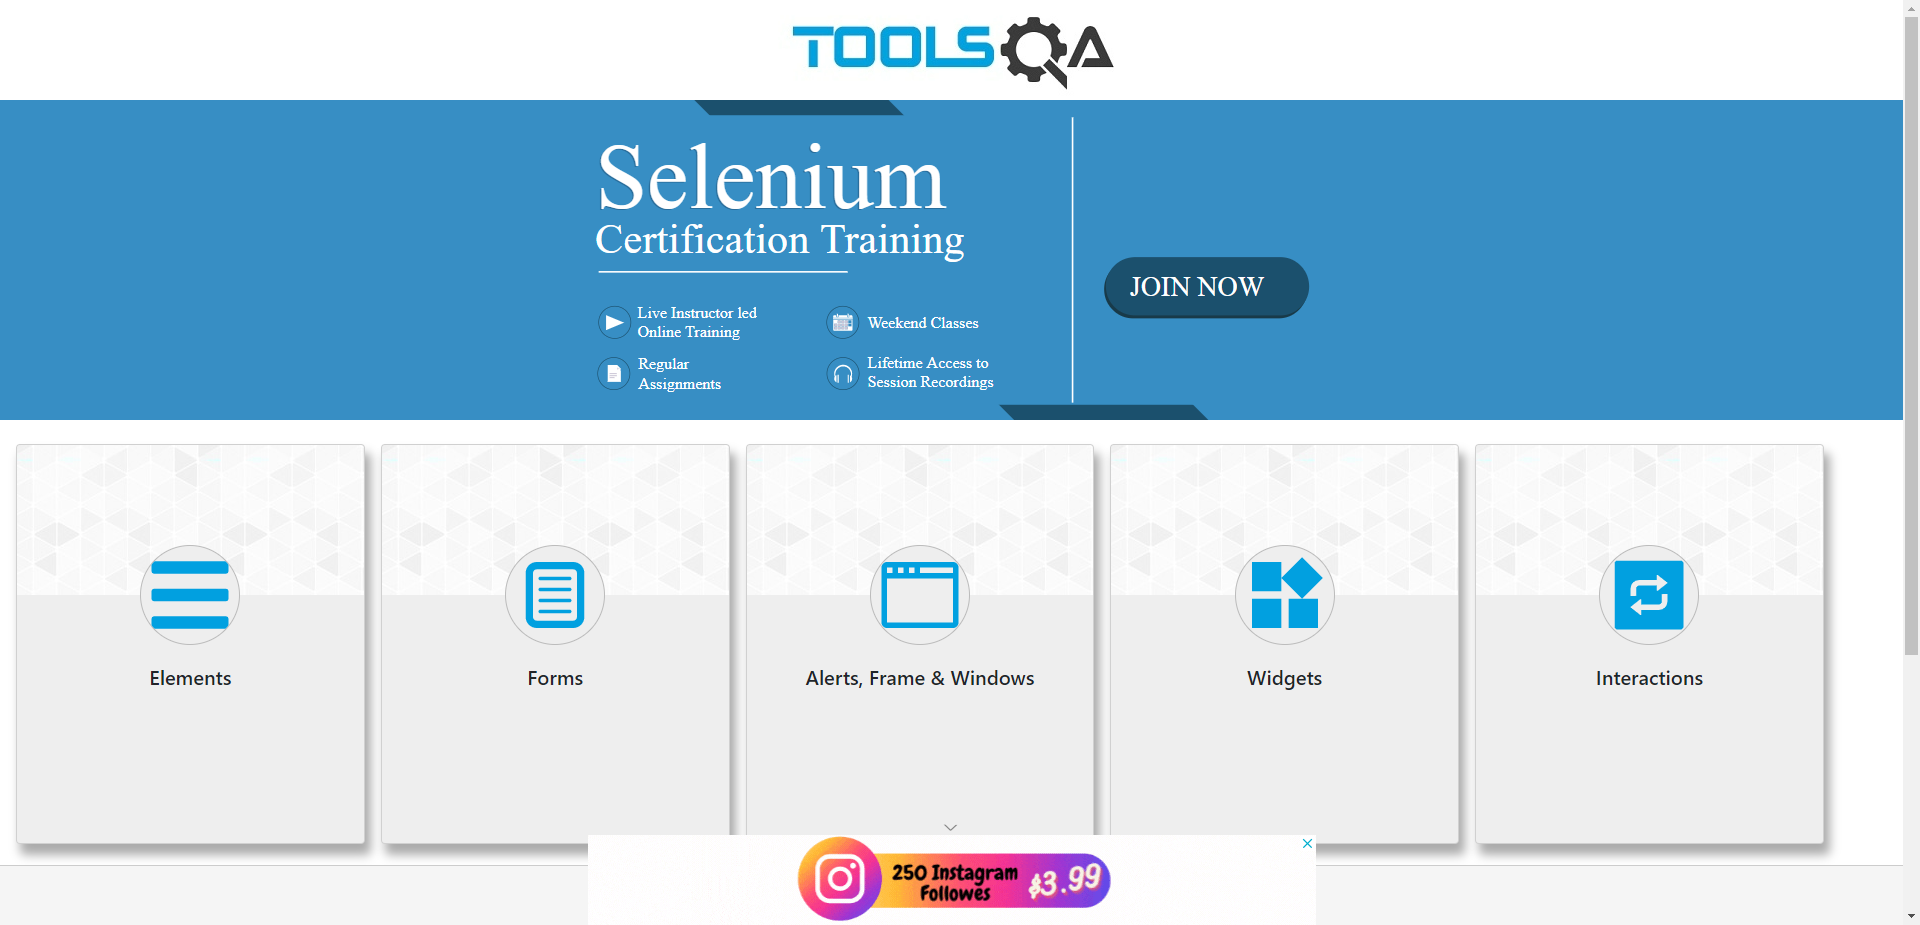 TOOLSQA
Selenium
Certification Training
JOIN NOW
Live Instructor led
Online Training
Weekend Classes
Regular
Assignments
Lifetime Access to
Session Recordings
Elements
Forms
Alerts, Frame & Windows
Widgets
Interactions
250 Instagram
Followes
$3.99